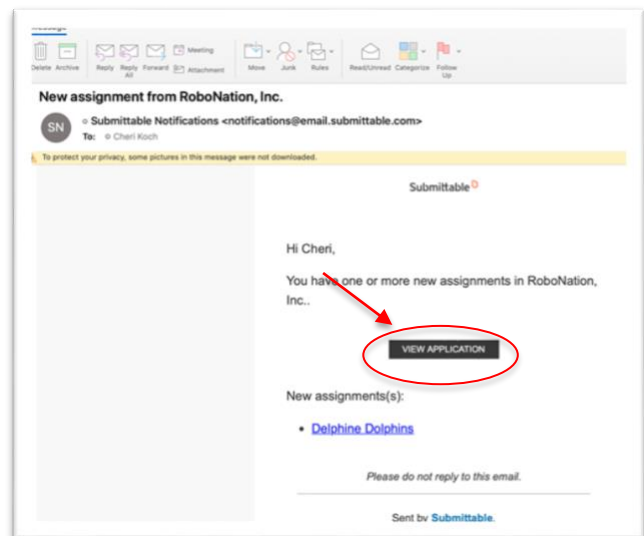 Message
Delete Archive Reply Reply All Forward Meeting Attachment Move Junk Rules Read/Unread Categorize Follow Up
New assignment from RoboNation, Inc.
SN
Submittable Notifications <notifications@email.submittable.com>
To: Cheri Koch
To protect your privacy, some pictures in this message were not downloaded.
Submittable
Hi Cheri,
You have one or more new assignments in RoboNation,
Inc..
VIEW APPLICATION
New assignments(s):
• Delphine Dolphins
Please do not reply to this email.
Sent by Submittable.